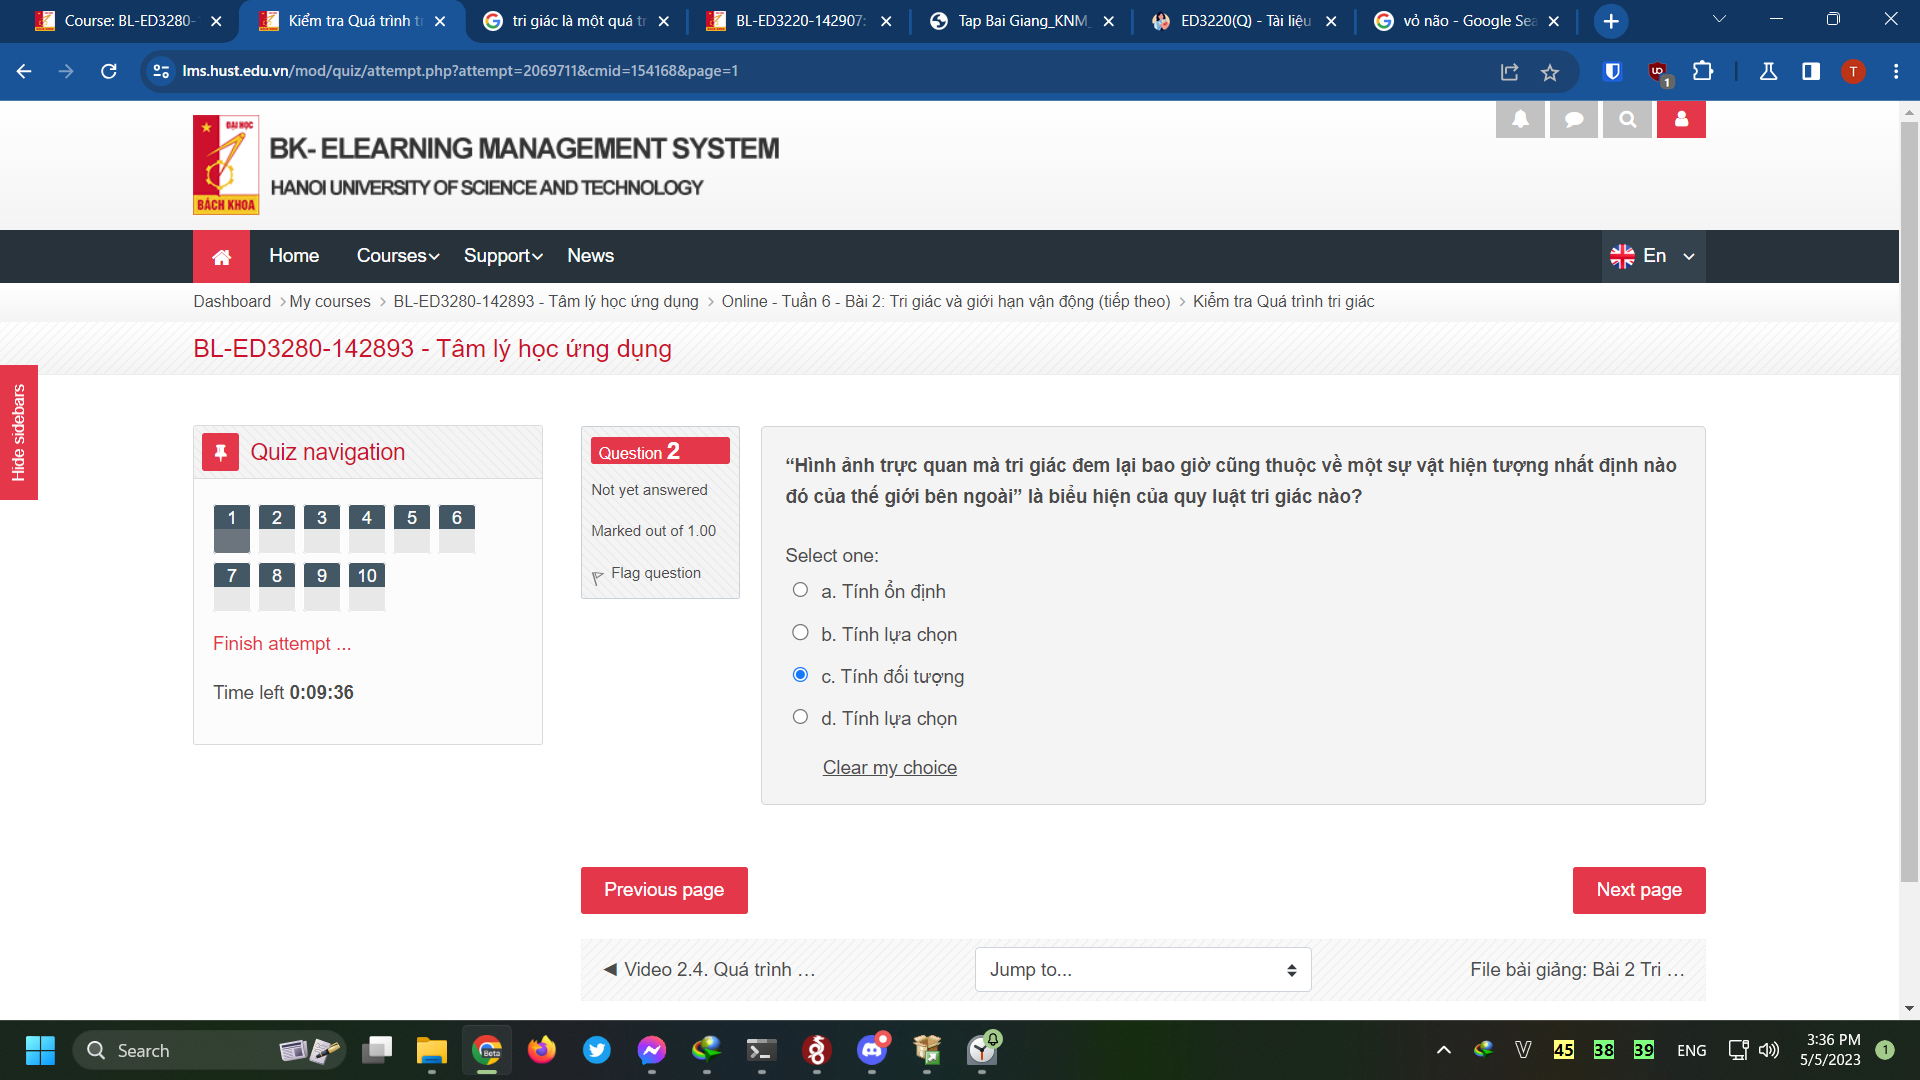 Course: BL-ED3280-
Kiểm tra Quá trình tr
tri giác là một quá tr
BL-ED3220-142907:
Tap Bai Giang_KNM_
ED3220(Q) - Tài liệu
vỏ não - Google Sea
lms.hust.edu.vn/mod/quiz/attempt.php?attempt=2069711&cmid=154168&page=1
1
T
ĐẠI HỌC
BÁCH KHOA
BK- ELEARNING MANAGEMENT SYSTEM
HANOI UNIVERSITY OF SCIENCE AND TECHNOLOGY
Home
Courses
Support
News
En
Dashboard > My courses > BL-ED3280-142893 - Tâm lý học ứng dụng > Online - Tuần 6 - Bài 2: Tri giác và giới hạn vận động (tiếp theo) > Kiểm tra Quá trình tri giác
BL-ED3280-142893 - Tâm lý học ứng dụng
Hide sidebars
Quiz navigation
1 2 3 4 5 6
7 8 9 10
Finish attempt ...
Time left 0:09:36
Question 2
Not yet answered
Marked out of 1.00
Flag question
“Hình ảnh trực quan mà tri giác đem lại bao giờ cũng thuộc về một sự vật hiện tượng nhất định nào
đó của thế giới bên ngoài” là biểu hiện của quy luật tri giác nào?
Select one:
a. Tính ổn định
b. Tính lựa chọn
c. Tính đối tượng
d. Tính lựa chọn
Clear my choice
Previous page
Next page
◄ Video 2.4. Quá trình …
Jump to...
File bài giảng: Bài 2 Tri …
Search
Beta
45
38
39
ENG
3:36 PM
5/5/2023
1